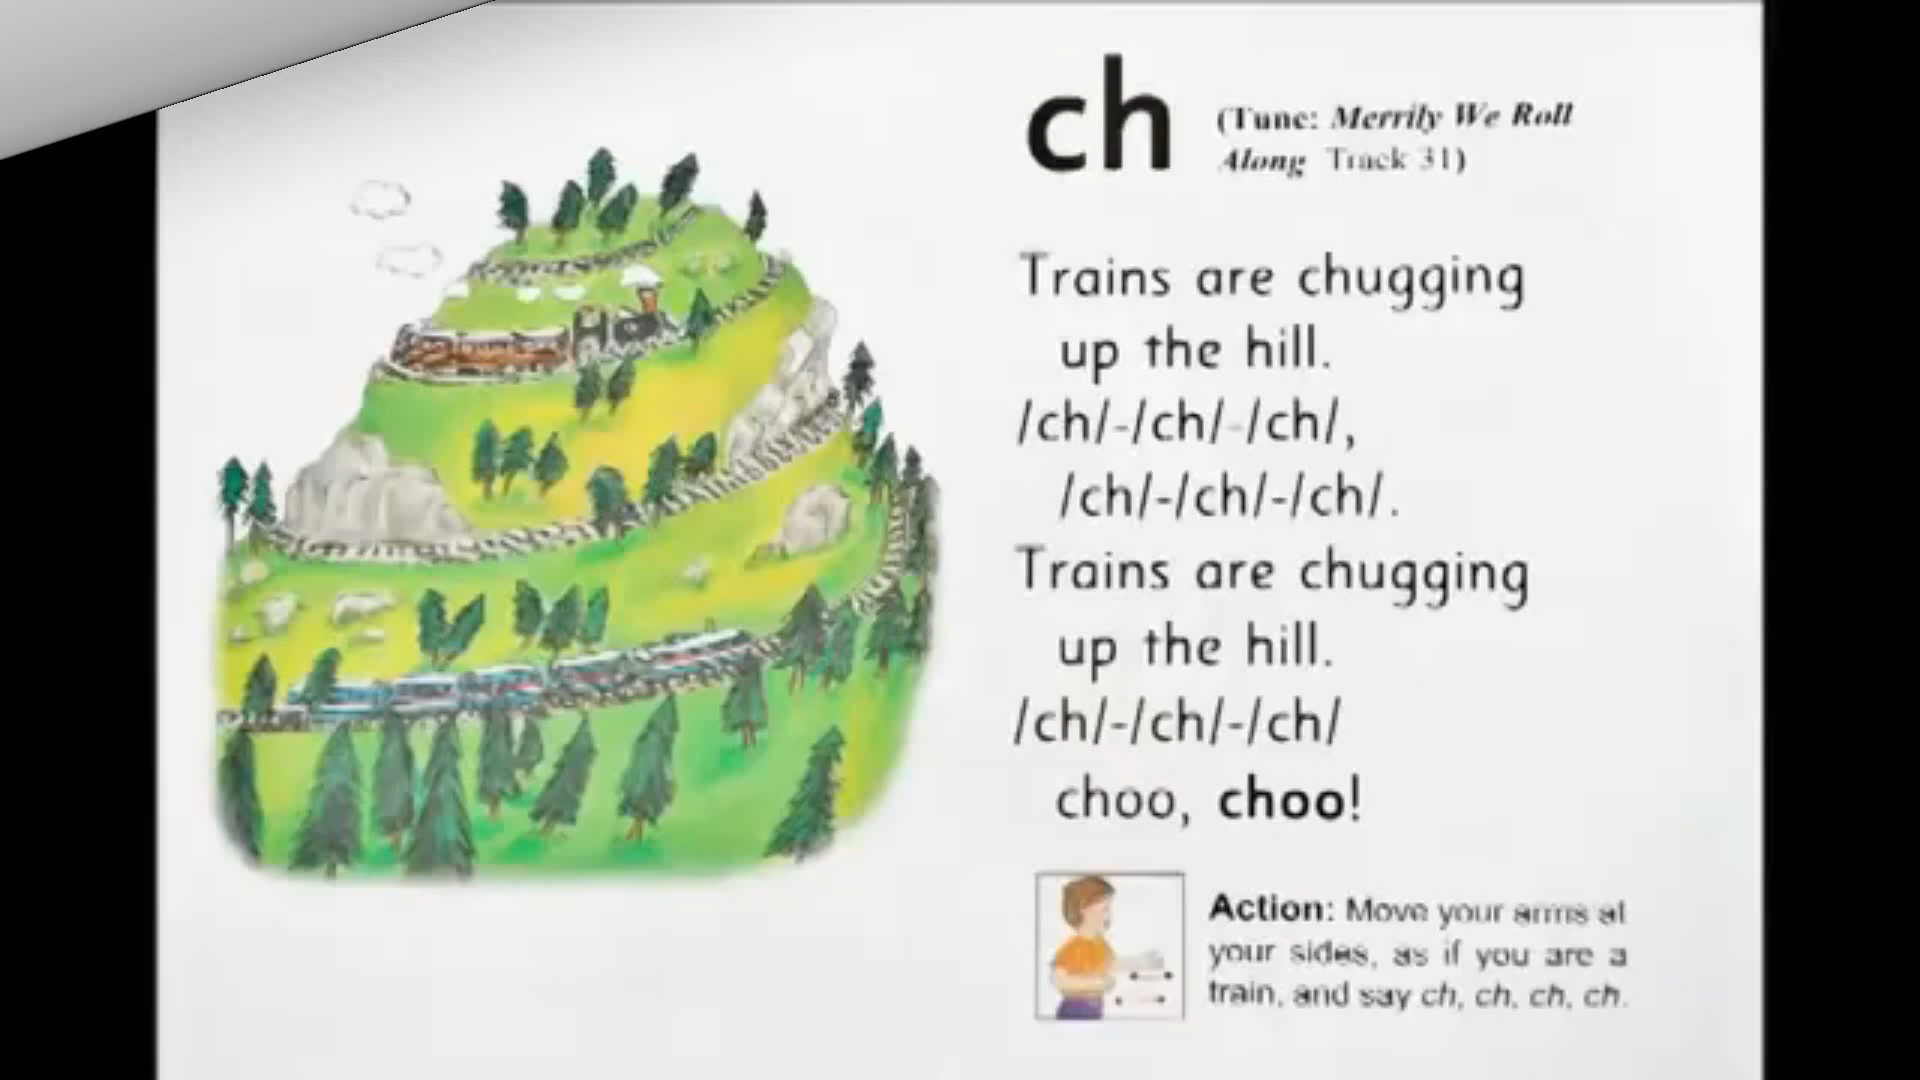 ch
(Tune: Merrily We Roll
Along Track 31)
Trains are chugging
up the hill.
/ch/-/ch/-/ch/,
/ch/-/ch/-/ch/.
Trains are chugging
up the hill.
/ch/-/ch/-/ch/
choo, choo!
Action: Move your arms at
your sides, as if you are a
train, and say ch, ch, ch, ch.